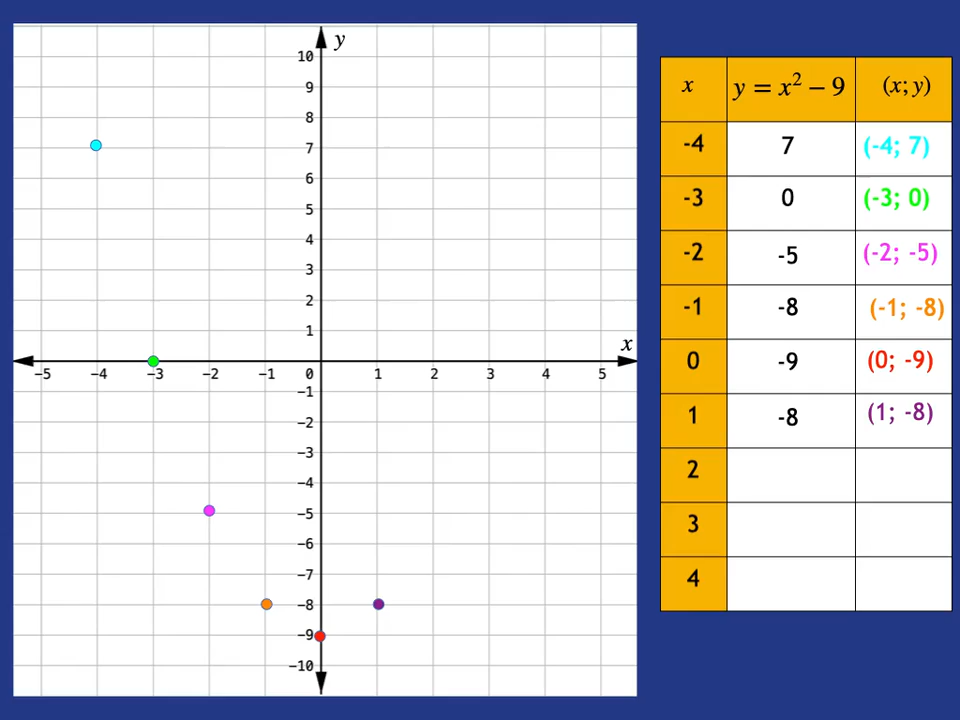 y
10
9
8
7
6
5
4
3
2
1
x
-5 -4 -3 -2 -1 0 1 2 3 4 5
-1
-2
-3
-4
-5
-6
-7
-8
-9
-10
x y = x² − 9 (x; y)
-4 7 (-4; 7)
-3 0 (-3; 0)
-2 -5 (-2; -5)
-1 -8 (-1; -8)
0 -9 (0; -9)
1 -8 (1; -8)
2
3
4